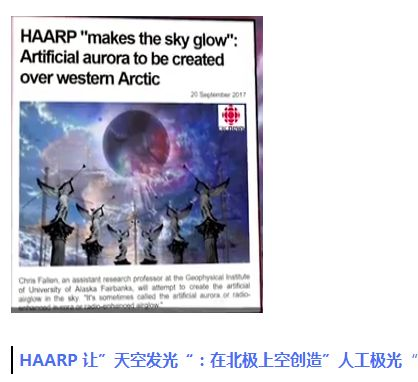 HAARP "makes the sky glow":
Artificial aurora to be created
over western Arctic
20 September 2017
CBC news
Chris Fallen, an assistant research professor at the Geophysical Institute
of University of Alaska Fairbanks, will attempt to create the artificial
airglow in the sky. "It's sometimes called the artificial aurora or radio-
enhanced aurora or radio-enhanced airglow."
HAARP 让”天空发光“：在北极上空创造”人工极光“